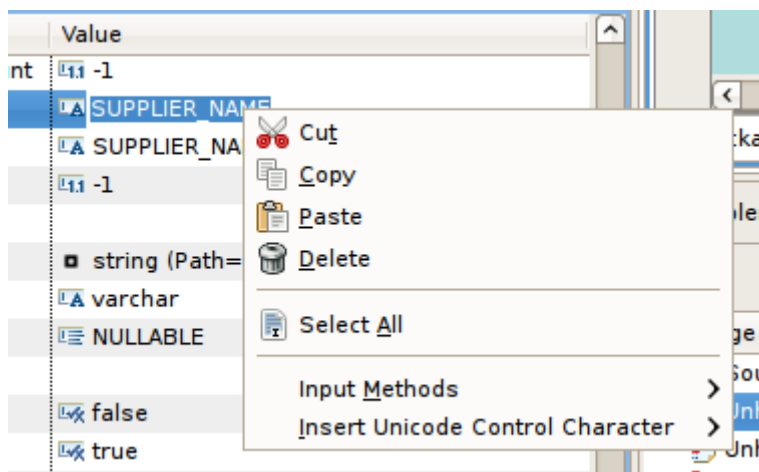 Value
nt -1
SUPPLIER_NAME
SUPPLIER_NA
-1
string (Path=
varchar
NULLABLE
false
true
Cut
Copy
Paste
Delete
Select All
Input Methods
Insert Unicode Control Character